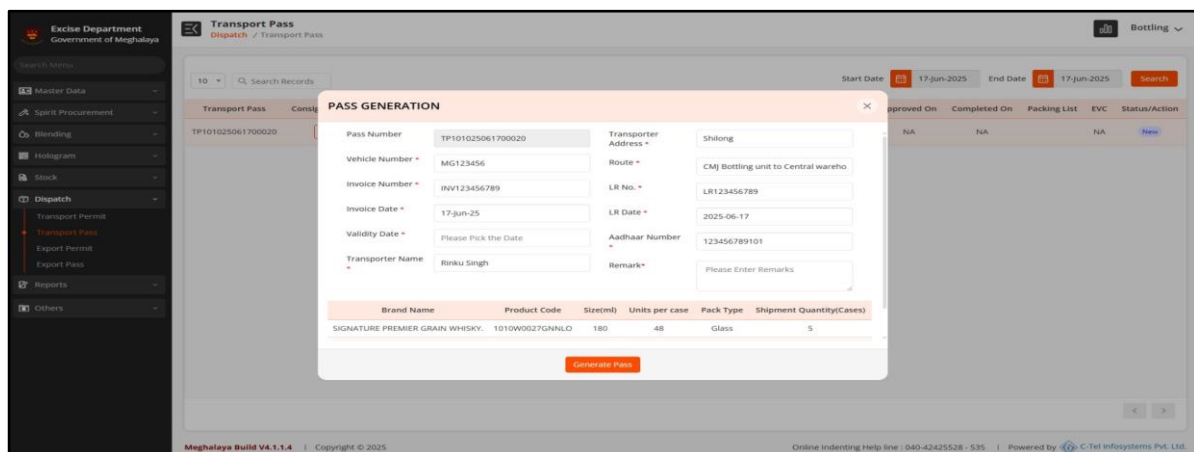 Excise Department
Government of Meghalaya
Transport Pass
Dispatch / Transport Pass
Bottling
Search Menu
Master Data
Spirit Procurement
Blending
Hologram
Stock
Dispatch
Transport Permit
Transport Pass
Export Permit
Export Pass
Reports
Others
10
Search Records
Start Date 17-Jun-2025 End Date 17-Jun-2025 Search
Transport Pass Consig pproved On Completed On Packing List EVC Status/Action
TP101025061700020 NA NA NA New
PASS GENERATION
Pass Number TP101025061700020
Vehicle Number * MG123456
Invoice Number * INV123456789
Invoice Date * 17-Jun-25
Validity Date * Please Pick the Date
Transporter Name * Rinku Singh
Transporter Address * Shilong
Route * CMJ Bottling unit to Central wareho
LR No. * LR123456789
LR Date * 2025-06-17
Aadhaar Number * 123456789101
Remark* Please Enter Remarks
Brand Name Product Code Size(ml) Units per case Pack Type Shipment Quantity(Cases)
SIGNATURE PREMIER GRAIN WHISKY. 1010W0027GNNLO 180 48 Glass 5
Generate Pass
< >
Meghalaya Build V4.1.1.4 | Copyright © 2025
Online Indenting Help line : 040-42425528 - 535 | Powered by C-Tel Infosystems Pvt. Ltd.